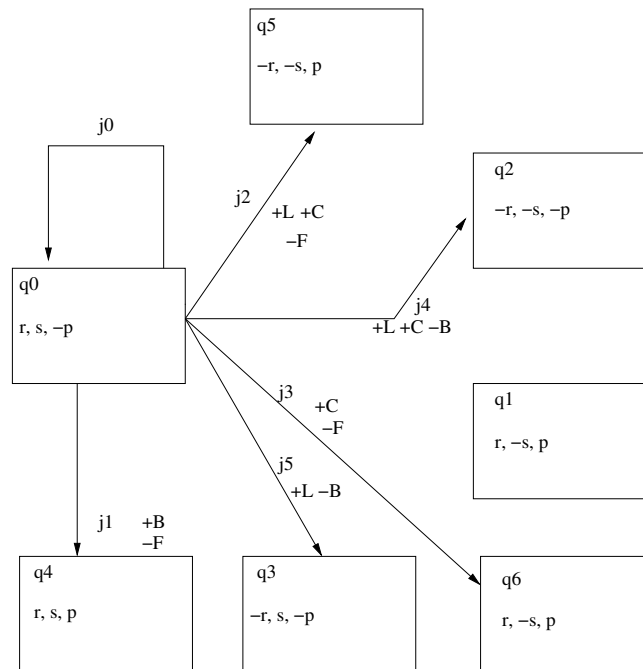 q5
−r, −s, p
j0
q2
−r, −s, −p
j2
+L +C
−F
q0
r, s, −p
j4
+L +C −B
j3
+C
−F
q1
r, −s, p
j5
+L −B
j1 +B
−F
q4
r, s, p
q3
−r, s, −p
q6
r, −s, p